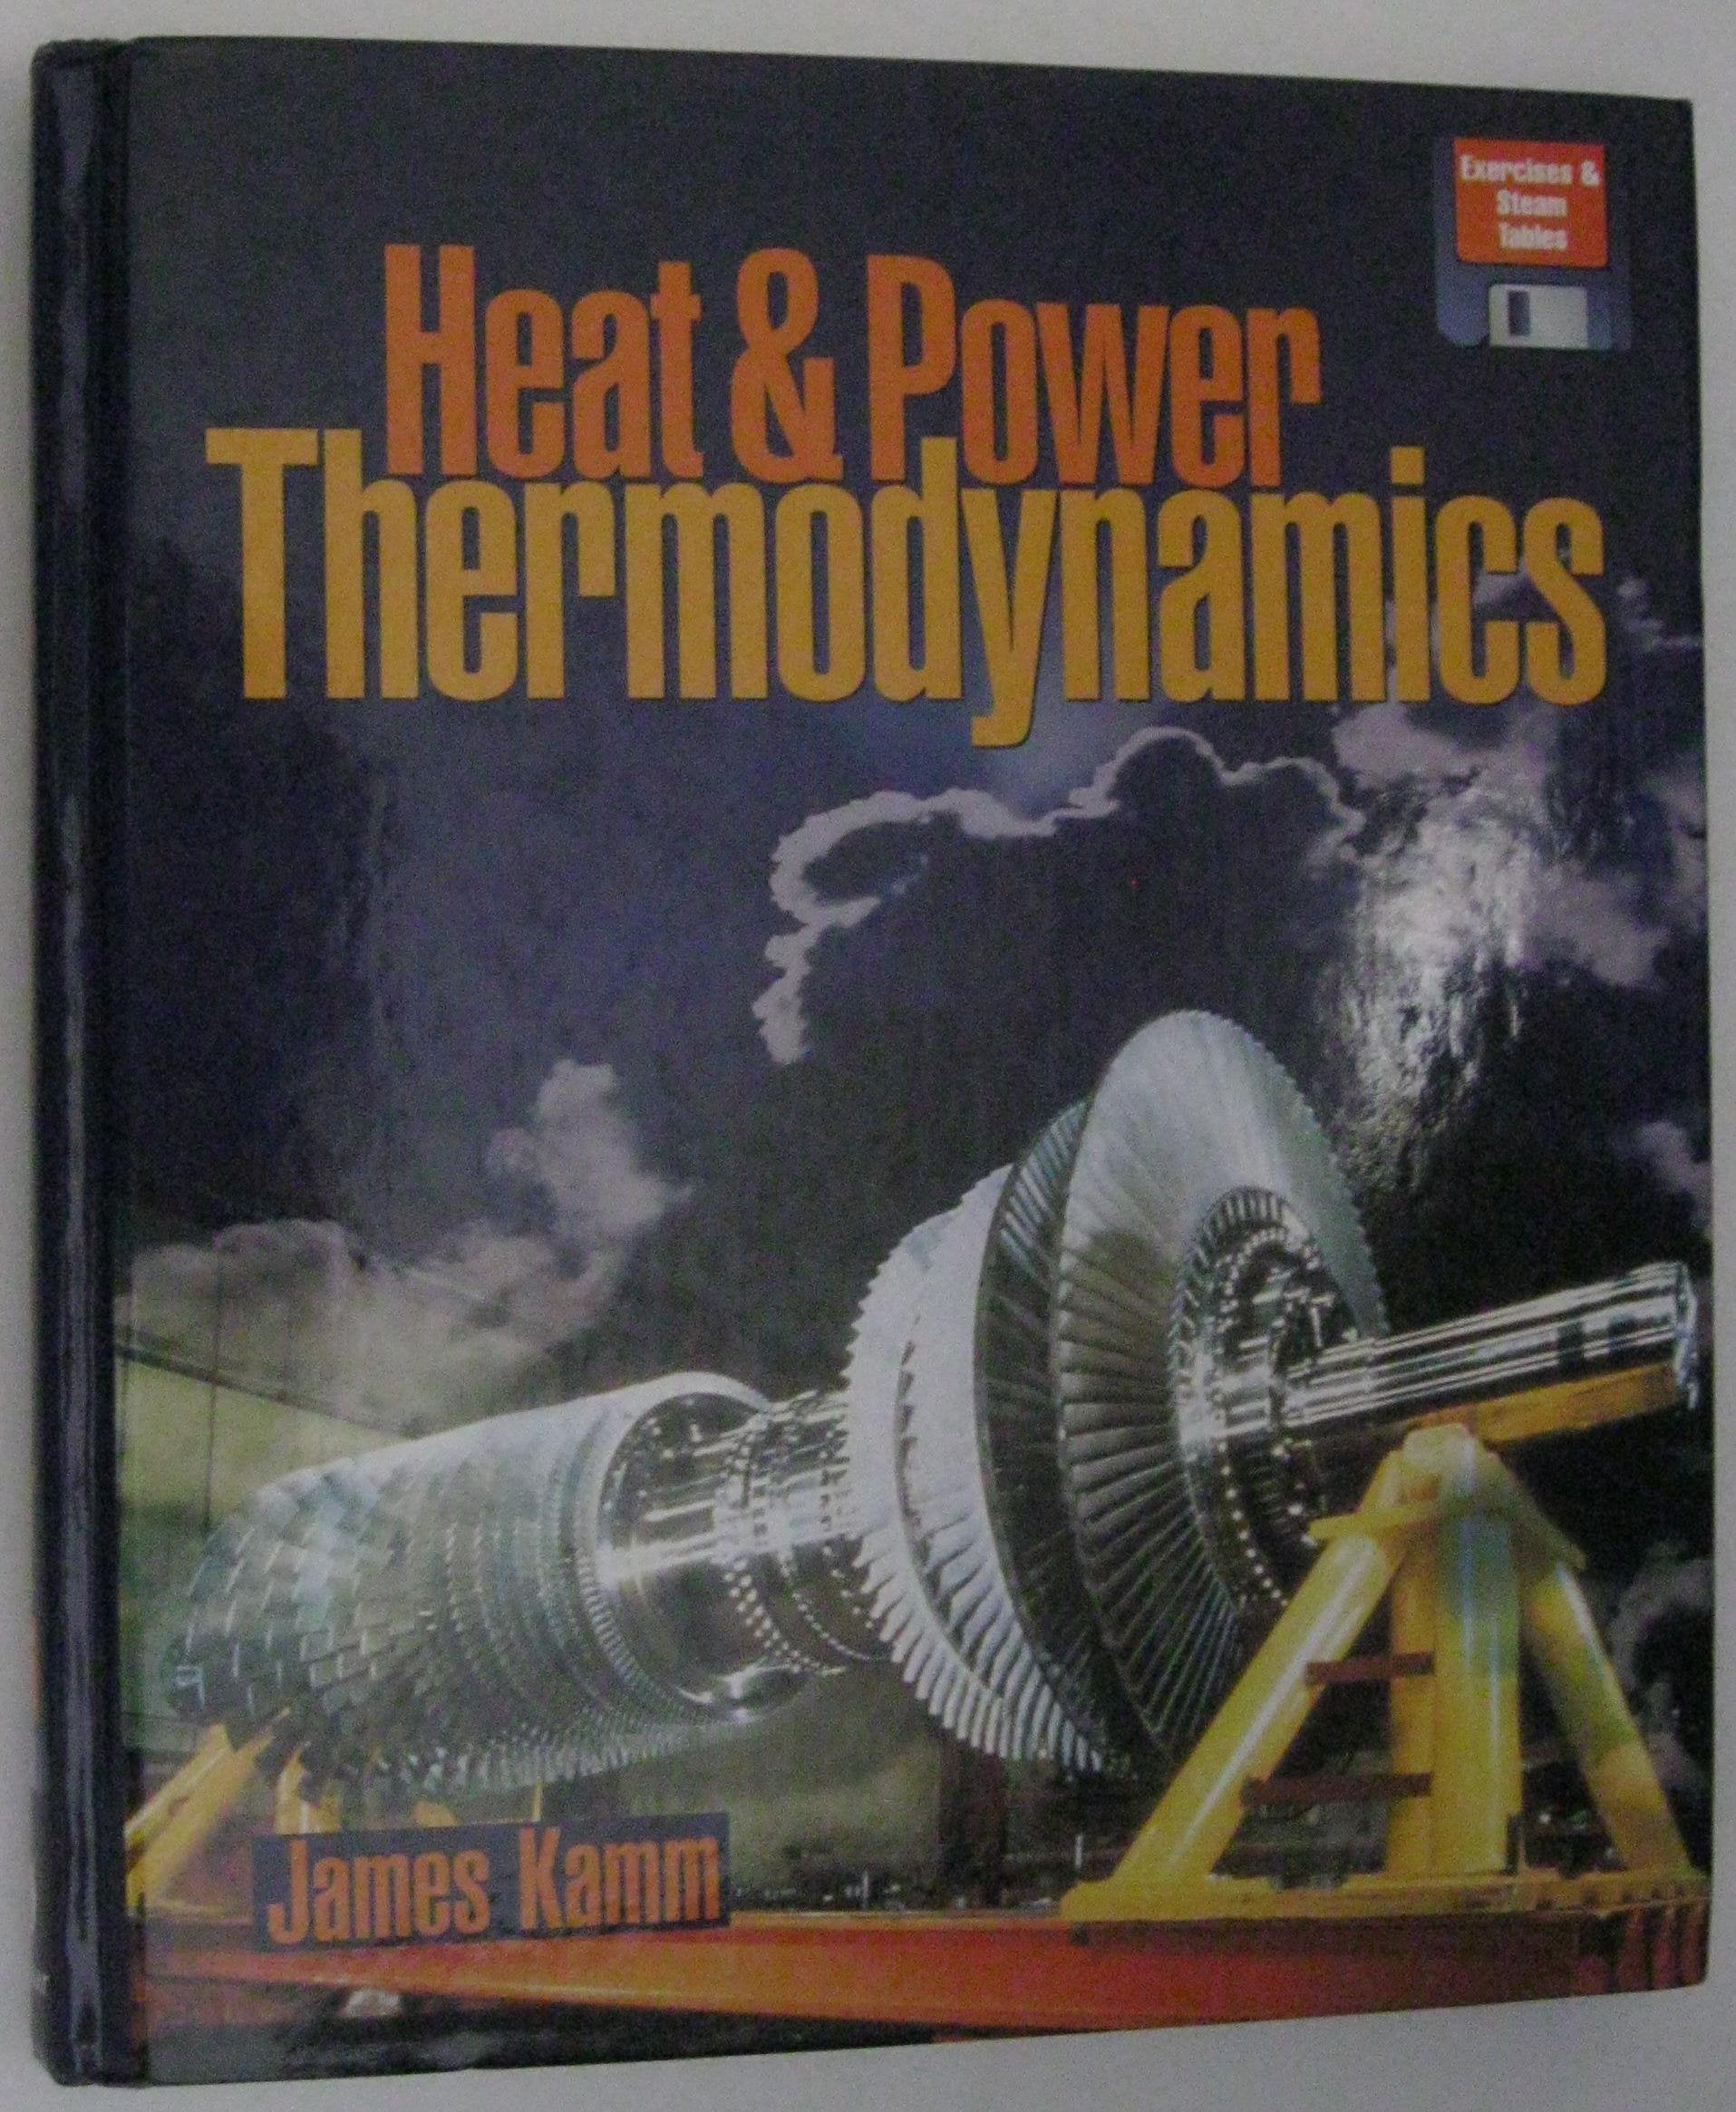 Exercises &
Steam
Tables
Heat & Power
Thermodynamics
James Kamm